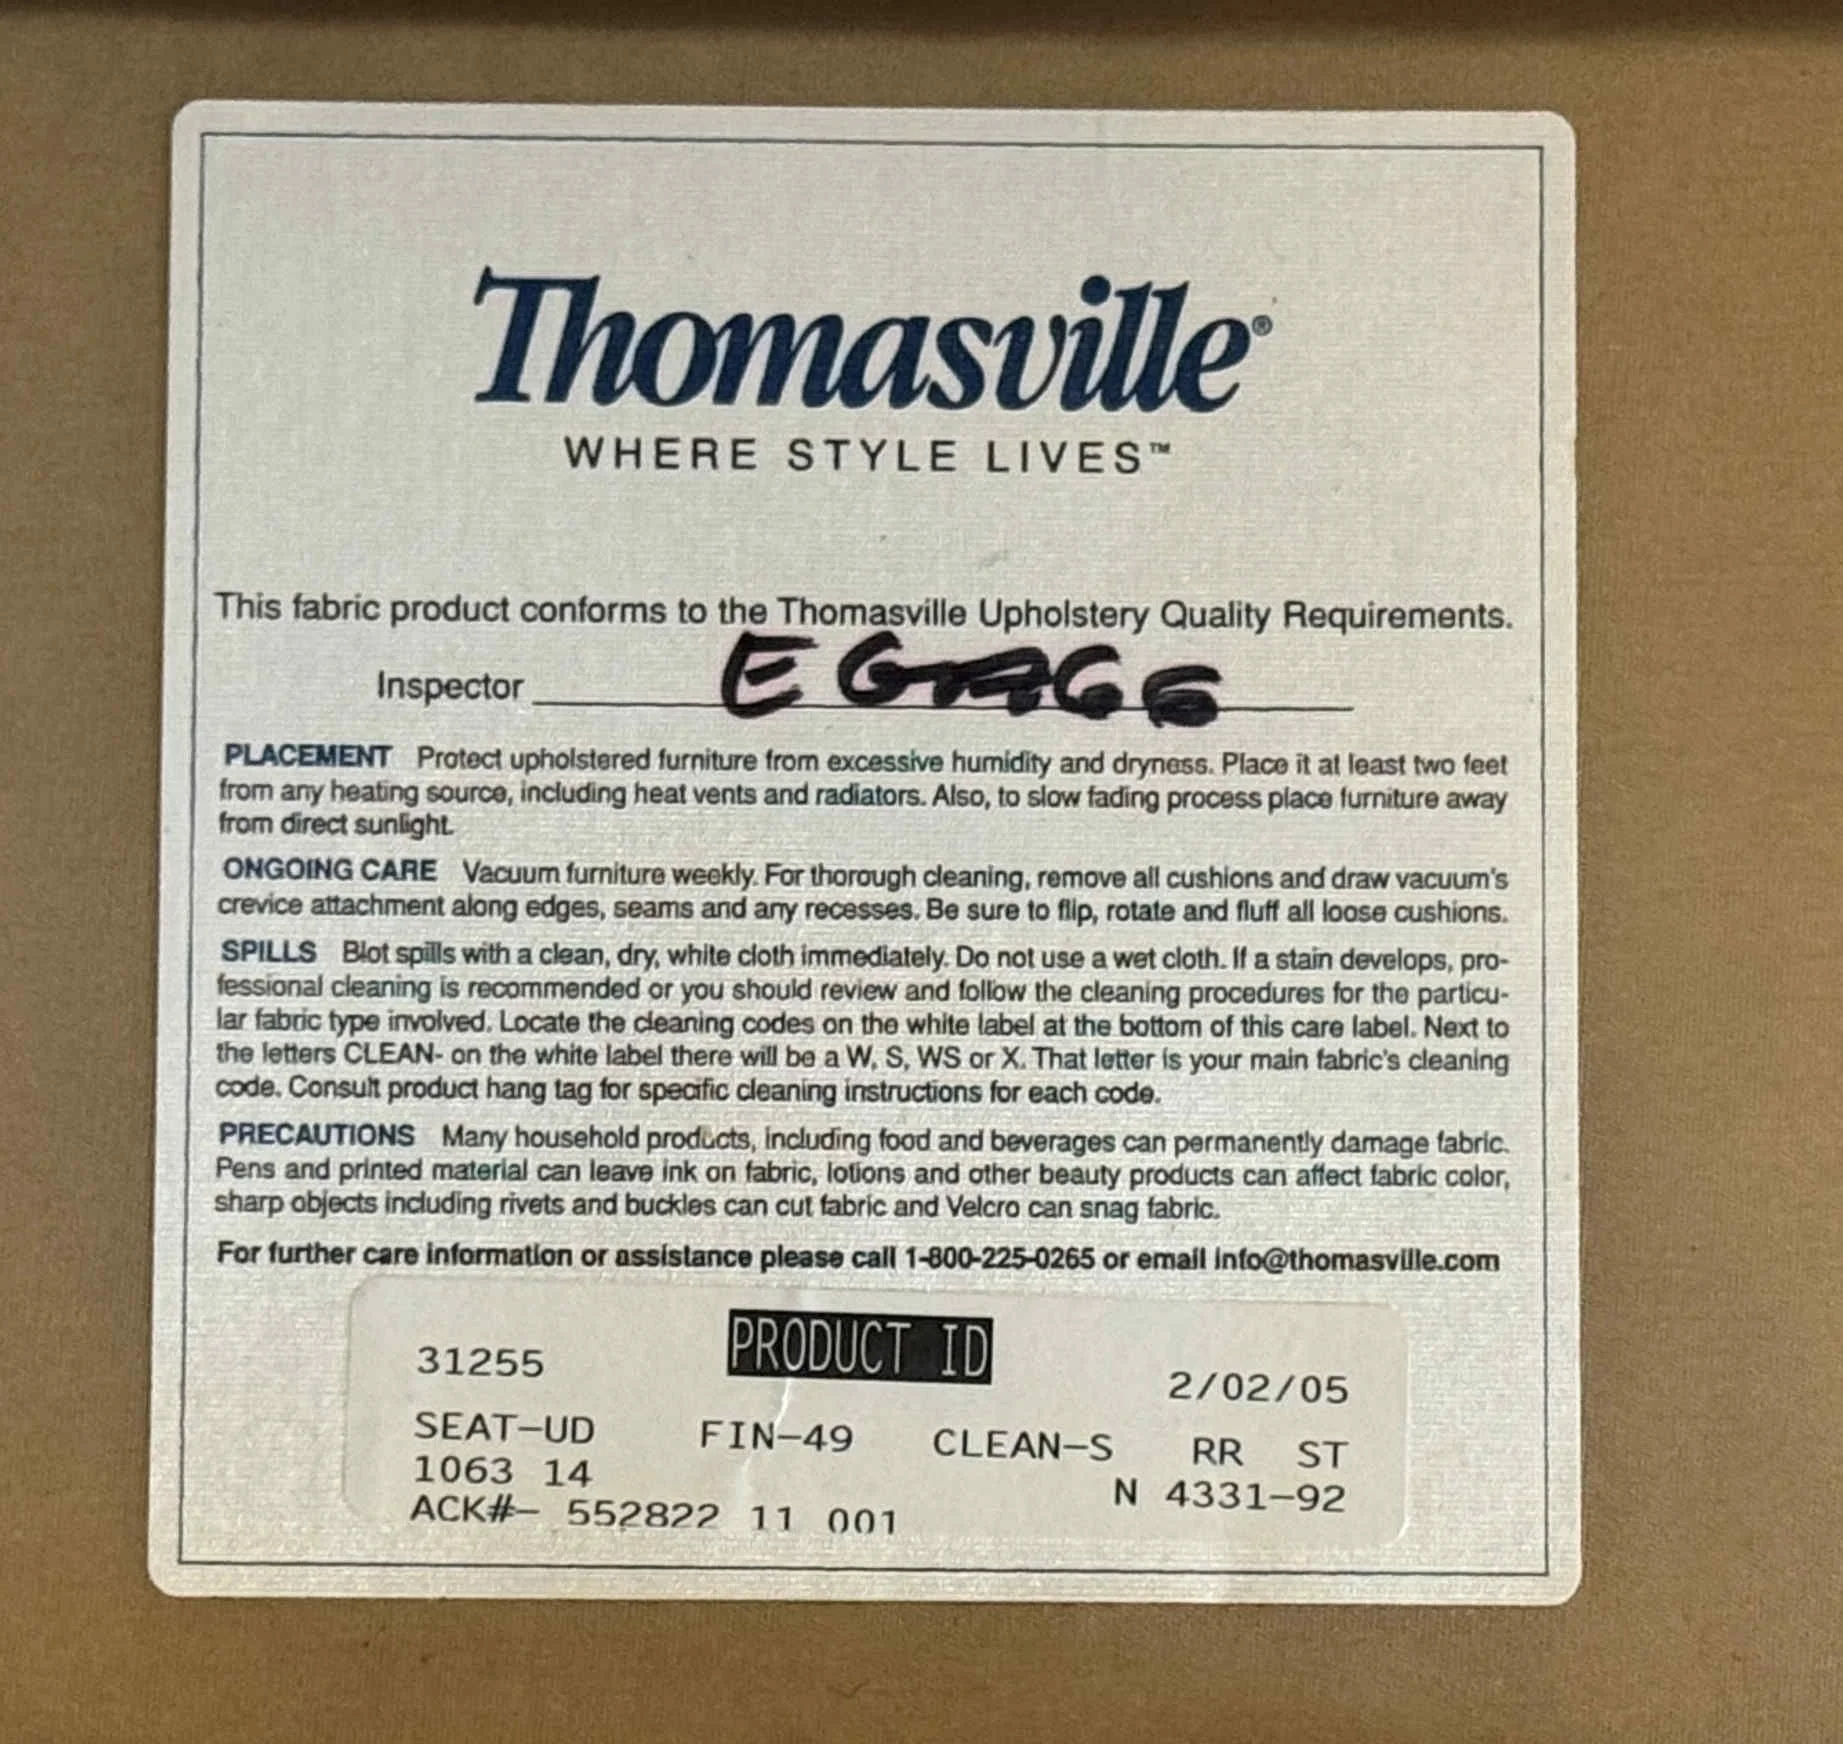 Thomasville®
WHERE STYLE LIVES™
This fabric product conforms to the Thomasville Upholstery Quality Requirements.
Inspector E GAGE
PLACEMENT Protect upholstered furniture from excessive humidity and dryness. Place it at least two feet
from any heating source, including heat vents and radiators. Also, to slow fading process place furniture away
from direct sunlight.
ONGOING CARE Vacuum furniture weekly. For thorough cleaning, remove all cushions and draw vacuum's
crevice attachment along edges, seams and any recesses. Be sure to flip, rotate and fluff all loose cushions.
SPILLS Blot spills with a clean, dry, white cloth immediately. Do not use a wet cloth. If a stain develops, pro-
fessional cleaning is recommended or you should review and follow the cleaning procedures for the particu-
lar fabric type involved. Locate the cleaning codes on the white label at the bottom of this care label. Next to
the letters CLEAN- on the white label there will be a W, S, WS or X. That letter is your main fabric's cleaning
code. Consult product hang tag for specific cleaning instructions for each code.
PRECAUTIONS Many household products, including food and beverages can permanently damage fabric.
Pens and printed material can leave ink on fabric, lotions and other beauty products can affect fabric color,
sharp objects including rivets and buckles can cut fabric and Velcro can snag fabric.
For further care information or assistance please call 1-800-225-0265 or email info@thomasville.com
31255 PRODUCT ID 2/02/05
SEAT-UD FIN-49 CLEAN-S RR ST
1063 14 N 4331-92
ACK#- 552822 11 001